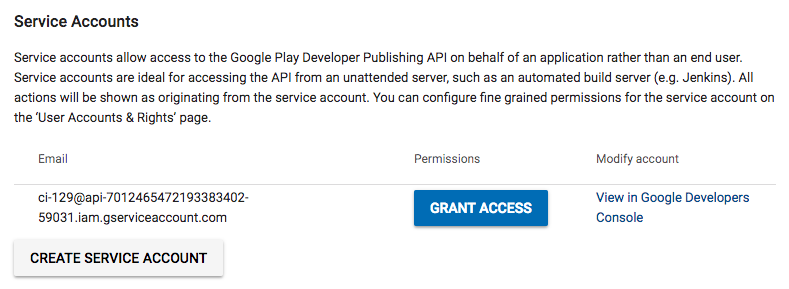 Service Accounts
Service accounts allow access to the Google Play Developer Publishing API on behalf of an application rather than an end user.
Service accounts are ideal for accessing the API from an unattended server, such as an automated build server (e.g. Jenkins). All
actions will be shown as originating from the service account. You can configure fine grained permissions for the service account on
the ‘User Accounts & Rights’ page.
Email Permissions Modify account
ci-129@api-7012465472193383402- GRANT ACCESS View in Google Developers
59031.iam.gserviceaccount.com Console
CREATE SERVICE ACCOUNT